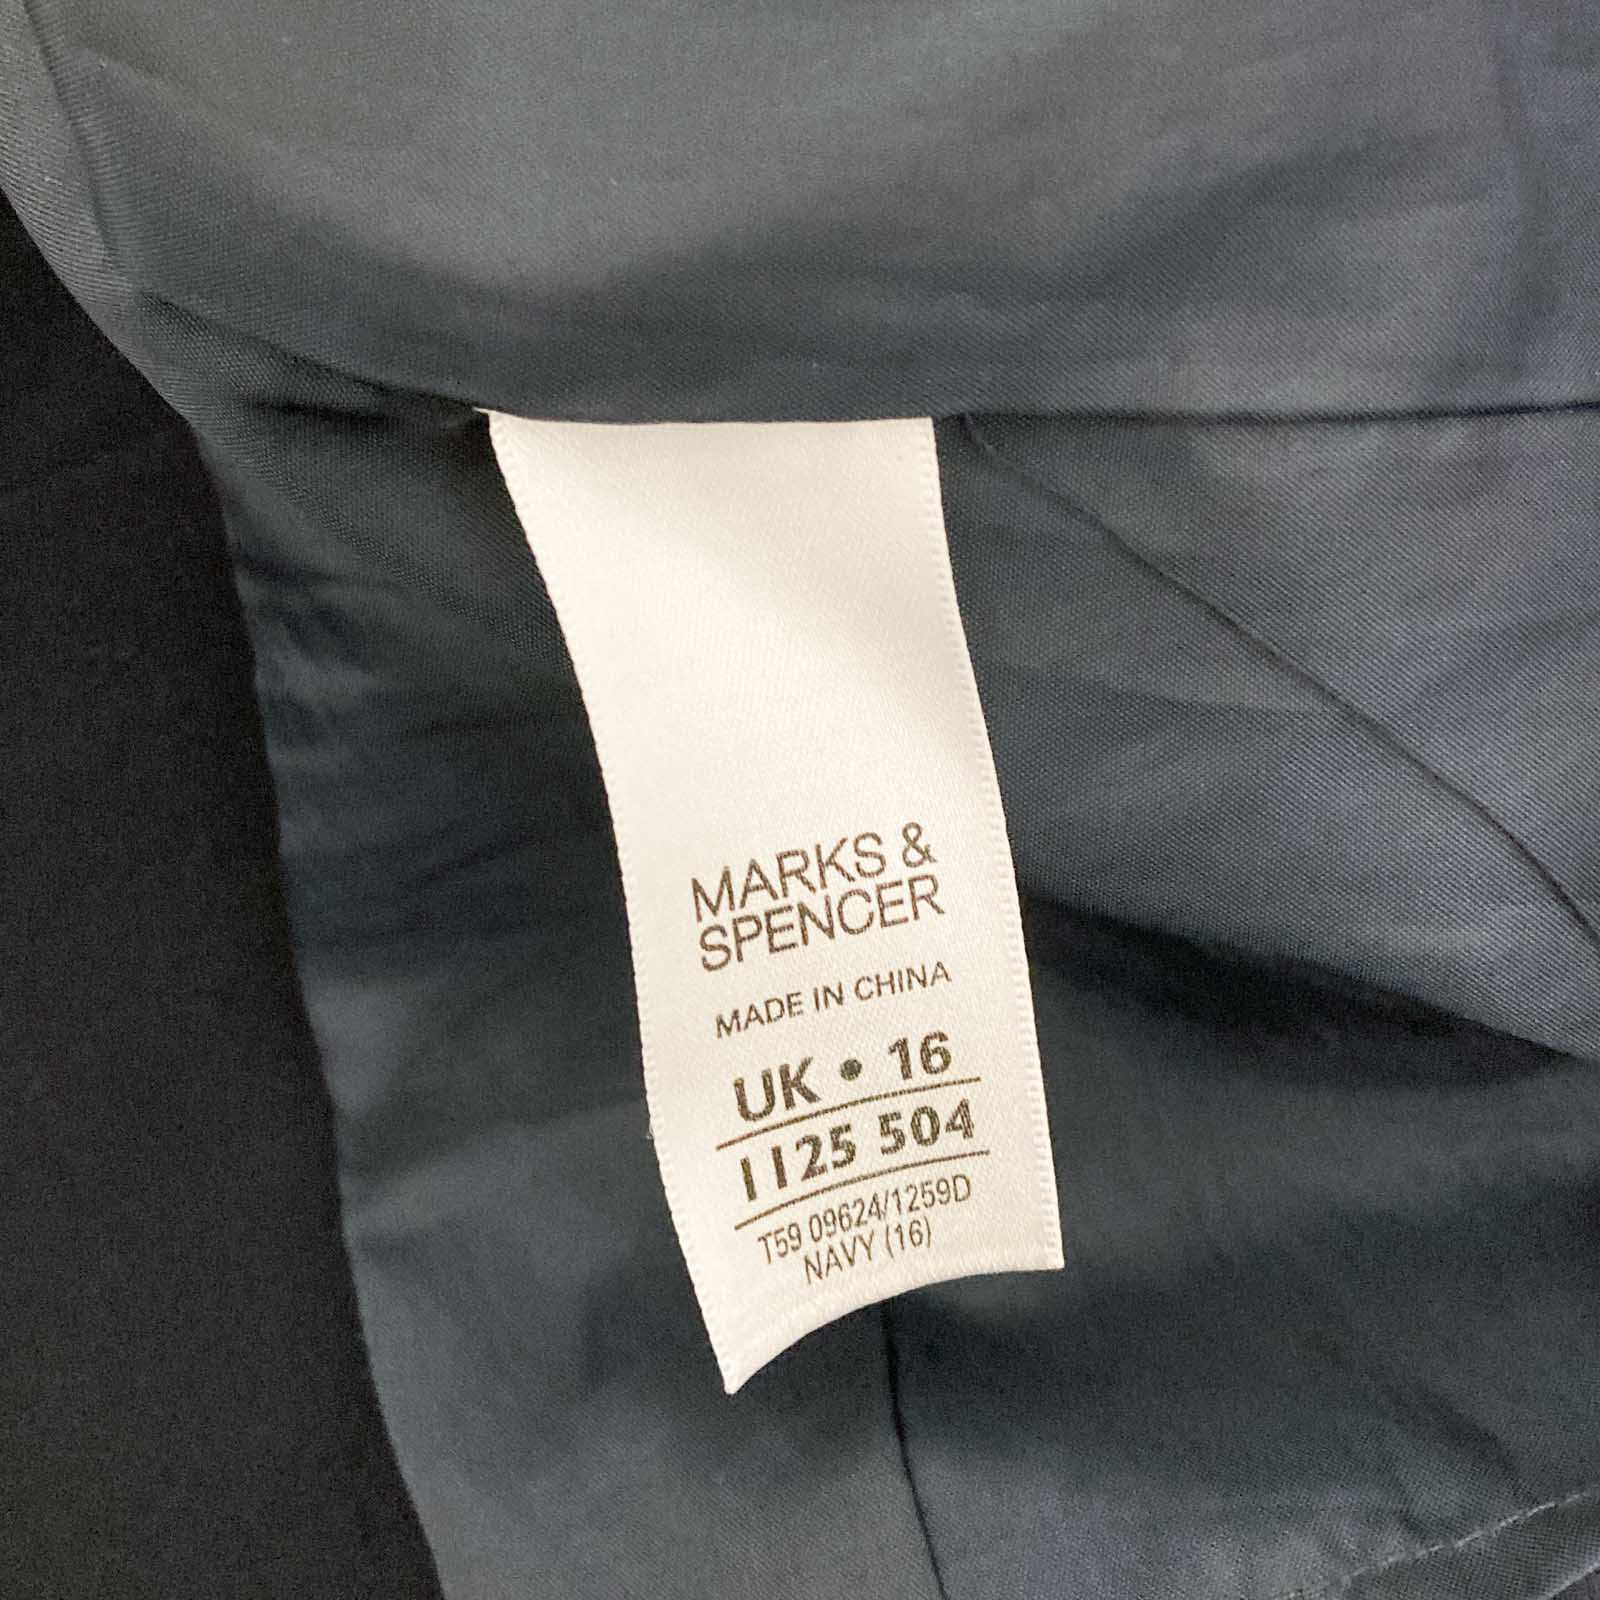 MARKS &
SPENCER
MADE IN CHINA
UK • 16
1125 504
T59 09624/1259D
NAVY (16)